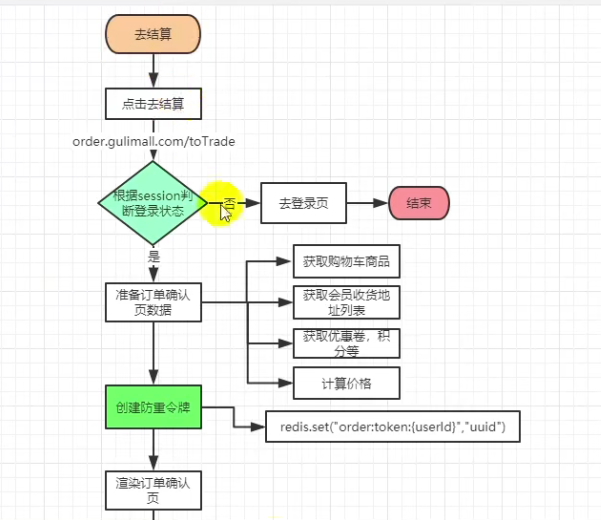 去结算
点击去结算
order.gulimall.com/toTrade
根据session判
断登录状态
否
去登录页
结束
是
准备订单确认
页数据
获取购物车商品
获取会员收货地
址列表
获取优惠卷，积
分等
计算价格
创建防重令牌
redis.set("order:token:{userId}","uuid")
渲染订单确认
页